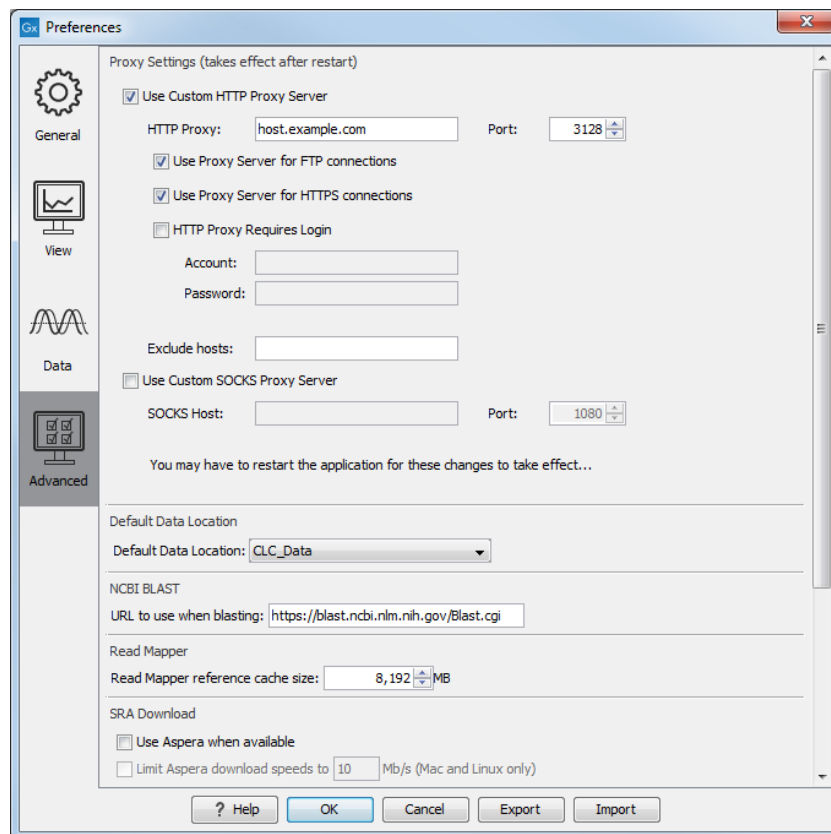 Gx Preferences
General
View
Data
Advanced
Proxy Settings (takes effect after restart)
Use Custom HTTP Proxy Server
HTTP Proxy: host.example.com Port: 3128
Use Proxy Server for FTP connections
Use Proxy Server for HTTPS connections
HTTP Proxy Requires Login
Account:
Password:
Exclude hosts:
Use Custom SOCKS Proxy Server
SOCKS Host: Port: 1080
You may have to restart the application for these changes to take effect...
Default Data Location
Default Data Location: CLC_Data
NCBI BLAST
URL to use when blasting: https://blast.ncbi.nlm.nih.gov/Blast.cgi
Read Mapper
Read Mapper reference cache size: 8,192 MB
SRA Download
Use Aspera when available
Limit Aspera download speeds to 10 Mb/s (Mac and Linux only)
? Help OK Cancel Export Import